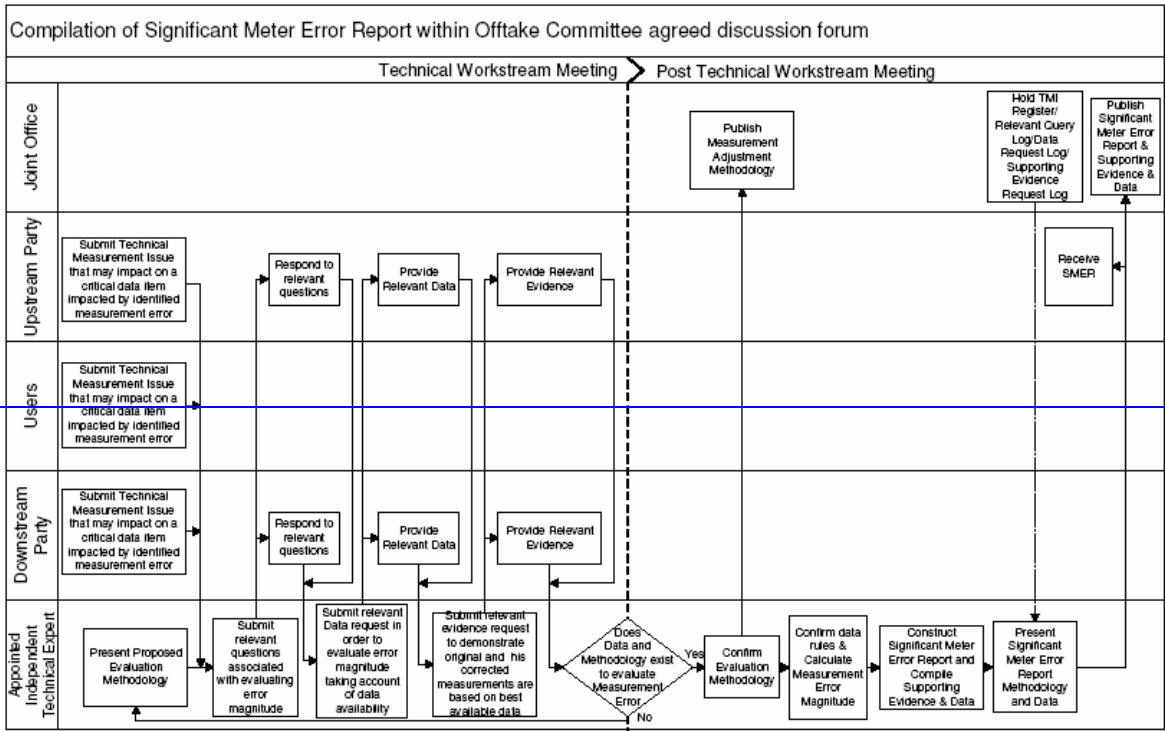 Compilation of Significant Meter Error Report within Offtake Committee agreed discussion forum
Technical Workstream Meeting
Post Technical Workstream Meeting
Joint Office
Publish
Measurement
Adjustment
Methodology
Hold TMI
Register/
Relevant Query
Log/Data
Request Log/
Supporting
Evidence
Request Log
Publish
Significant
Meter Error
Report &
Supporting
Evidence &
Data
Upstream Party
Submit Technical
Measurement Issue
that may impact on a
critical data item
impacted by identified
measurement error
Respond to
relevant
questions
Provide
Relevant Data
Provide Relevant
Evidence
Receive
SMER
Users
Submit Technical
Measurement Issue
that may impact on a
critical data item
impacted by identified
measurement error
Downstream
Party
Submit Technical
Measurement Issue
that may impact on a
critical data item
impacted by identified
measurement error
Respond to
relevant
questions
Provide
Relevant Data
Provide Relevant
Evidence
Appointed
Independent
Technical Expert
Present Proposed
Evaluation
Methodology
Submit
relevant
questions
associated
with evaluating
error
magnitude
Submit relevant
Data request in
order to
evaluate error
magnitude
taking account
of data
availability
Submit relevant
evidence request
to demonstrate
original and his
corrected
measurements are
based on best
available data
Does
Data and
Methodology exist
to evaluate
Measurement
Error
Yes
No
Confirm
Evaluation
Methodology
Confirm data
rules &
Calculate
Measurement
Error
Magnitude
Construct
Significant Meter
Error Report and
Compile
Supporting
Evidence & Data
Present
Significant
Meter Error
Report
Methodology
and Data